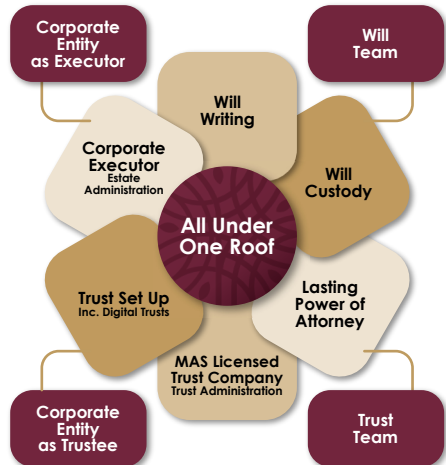 Corporate
Entity
as Executor
Will
Team
Will
Writing
Corporate
Executor
Estate
Administration
Will
Custody
All Under
One Roof
Trust Set Up
Inc. Digital Trusts
Lasting
Power of
Attorney
MAS Licensed
Trust Company
Trust Administration
Corporate
Entity
as Trustee
Trust
Team